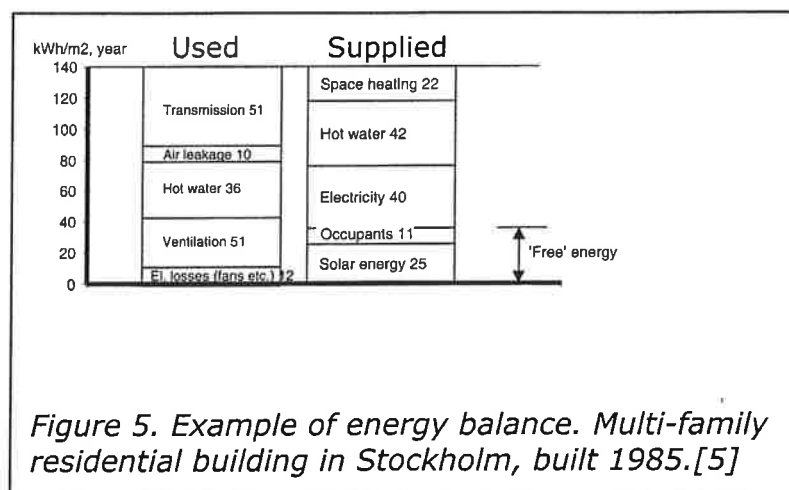 kWh/m2, year
Used
Supplied
140
120
100
80
60
40
20
0
Transmission 51
Air leakage 10
Hot water 36
Ventilation 51
El. losses (fans etc.) 12
Space heating 22
Hot water 42
Electricity 40
Occupants 11
Solar energy 25
'Free' energy
Figure 5. Example of energy balance. Multi-family
residential building in Stockholm, built 1985.[5]